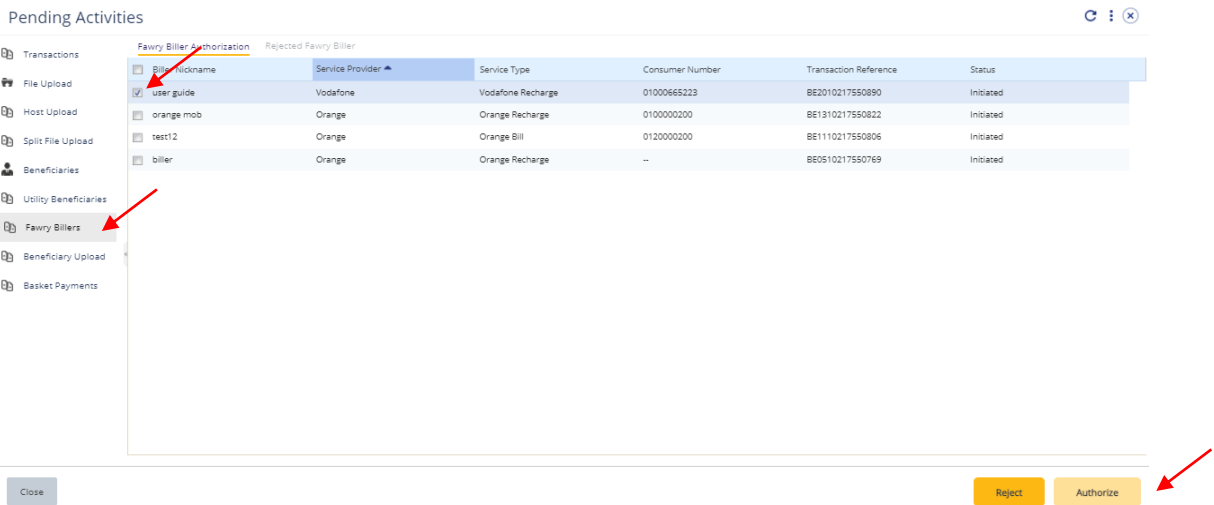 Pending Activities
Transactions
File Upload
Host Upload
Split File Upload
Beneficiaries
Utility Beneficiaries
Fawry Billers
Beneficiary Upload
Basket Payments
Fawry Biller Authorization Rejected Fawry Biller
Biller Nickname Service Provider Service Type Consumer Number Transaction Reference Status
user guide Vodafone Vodafone Recharge 01000665223 BE2010217550890 Initiated
orange mob Orange Orange Recharge 0100000200 BE1310217550822 Initiated
test12 Orange Orange Bill 0120000200 BE1110217550806 Initiated
biller Orange Orange Recharge -- BE0510217550769 Initiated
Close Reject Authorize